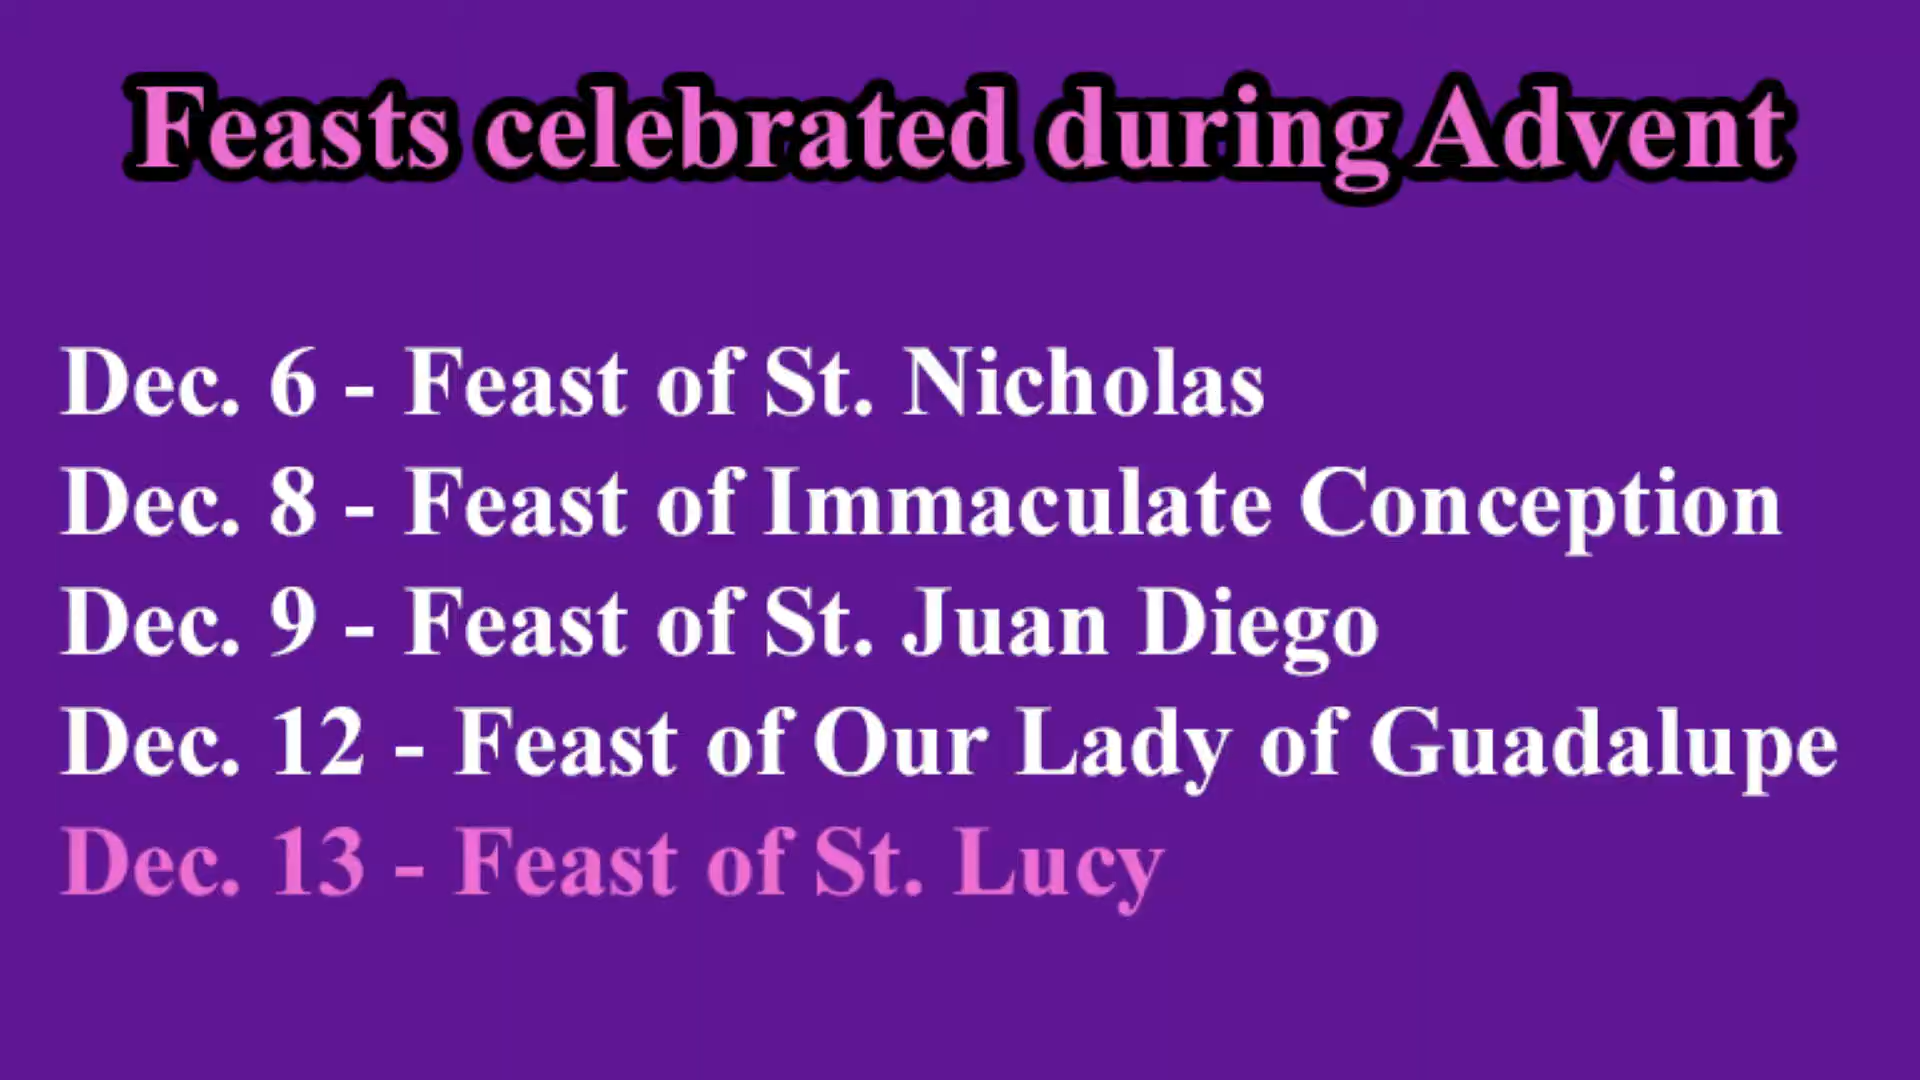 Feasts celebrated during Advent
Dec. 6 - Feast of St. Nicholas
Dec. 8 - Feast of Immaculate Conception
Dec. 9 - Feast of St. Juan Diego
Dec. 12 - Feast of Our Lady of Guadalupe
Dec. 13 - Feast of St. Lucy